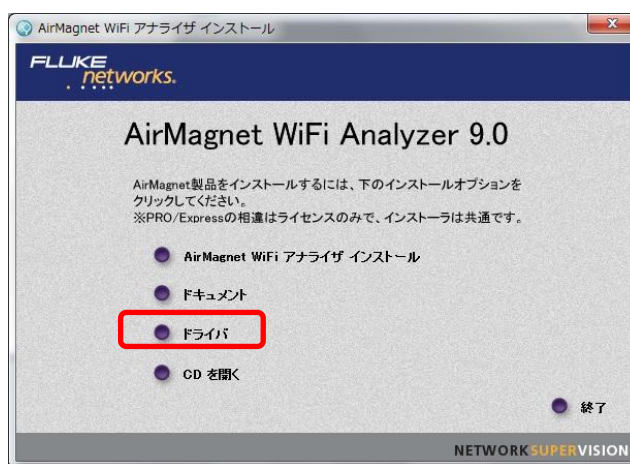 AirMagnet WiFi アナライザ インストール
FLUKE
networks.
AirMagnet WiFi Analyzer 9.0
AirMagnet製品をインストールするには、下のインストールオプションを
クリックしてください。
※PRO/Expressの相違はライセンスのみで、インストーラは共通です。
AirMagnet WiFi アナライザ インストール
ドキュメント
ドライバ
CD を開く
終了
NETWORKSUPERVISION